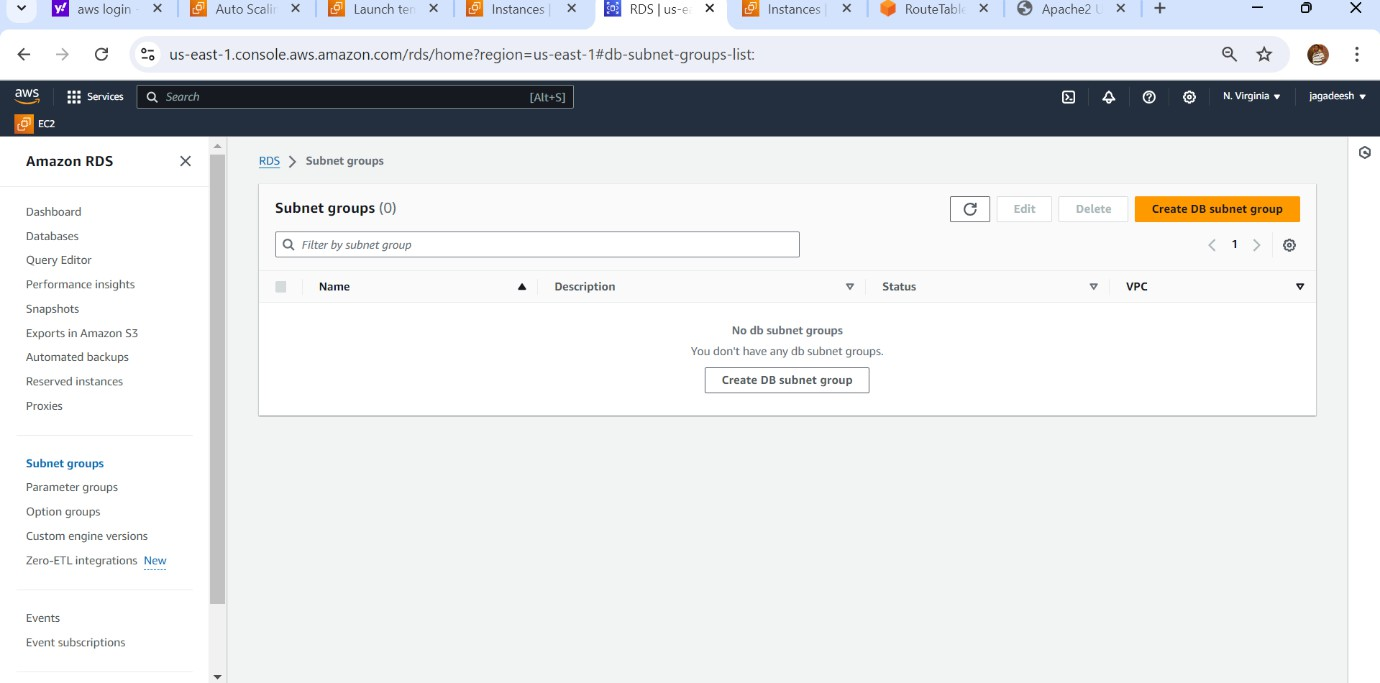 aws login
Auto Scalin
Launch ten
Instances |
RDS | us-ea
Instances |
RouteTable
Apache2 U
us-east-1.console.aws.amazon.com/rds/home?region=us-east-1#db-subnet-groups-list:
aws
Services
Search
[Alt+S]
N. Virginia
jagadeesh
EC2
Amazon RDS
Dashboard
Databases
Query Editor
Performance insights
Snapshots
Exports in Amazon S3
Automated backups
Reserved instances
Proxies
Subnet groups
Parameter groups
Option groups
Custom engine versions
Zero-ETL integrations New
Events
Event subscriptions
RDS > Subnet groups
Subnet groups (0)
Edit
Delete
Create DB subnet group
Filter by subnet group
1
Name
Description
Status
VPC
No db subnet groups
You don't have any db subnet groups.
Create DB subnet group